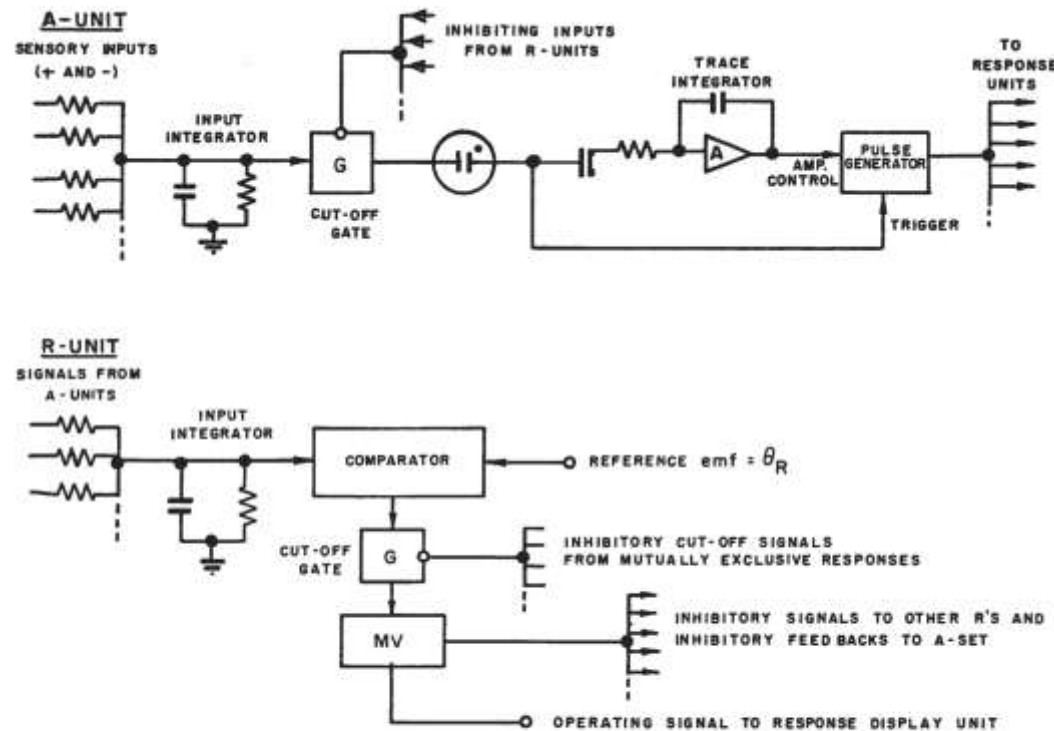 A-UNIT
SENSORY INPUTS
(+ AND -)
INPUT
INTEGRATOR
G
CUT-OFF
GATE
INHIBITING INPUTS
FROM R-UNITS
TRACE
INTEGRATOR
A
AMP.
CONTROL
PULSE
GENERATOR
TRIGGER
TO
RESPONSE
UNITS
R-UNIT
SIGNALS FROM
A-UNITS
INPUT
INTEGRATOR
COMPARATOR
REFERENCE emf = θR
CUT-OFF
GATE
G
INHIBITORY CUT-OFF SIGNALS
FROM MUTUALLY EXCLUSIVE RESPONSES
MV
INHIBITORY SIGNALS TO OTHER R'S AND
INHIBITORY FEEDBACKS TO A-SET
OPERATING SIGNAL TO RESPONSE DISPLAY UNIT